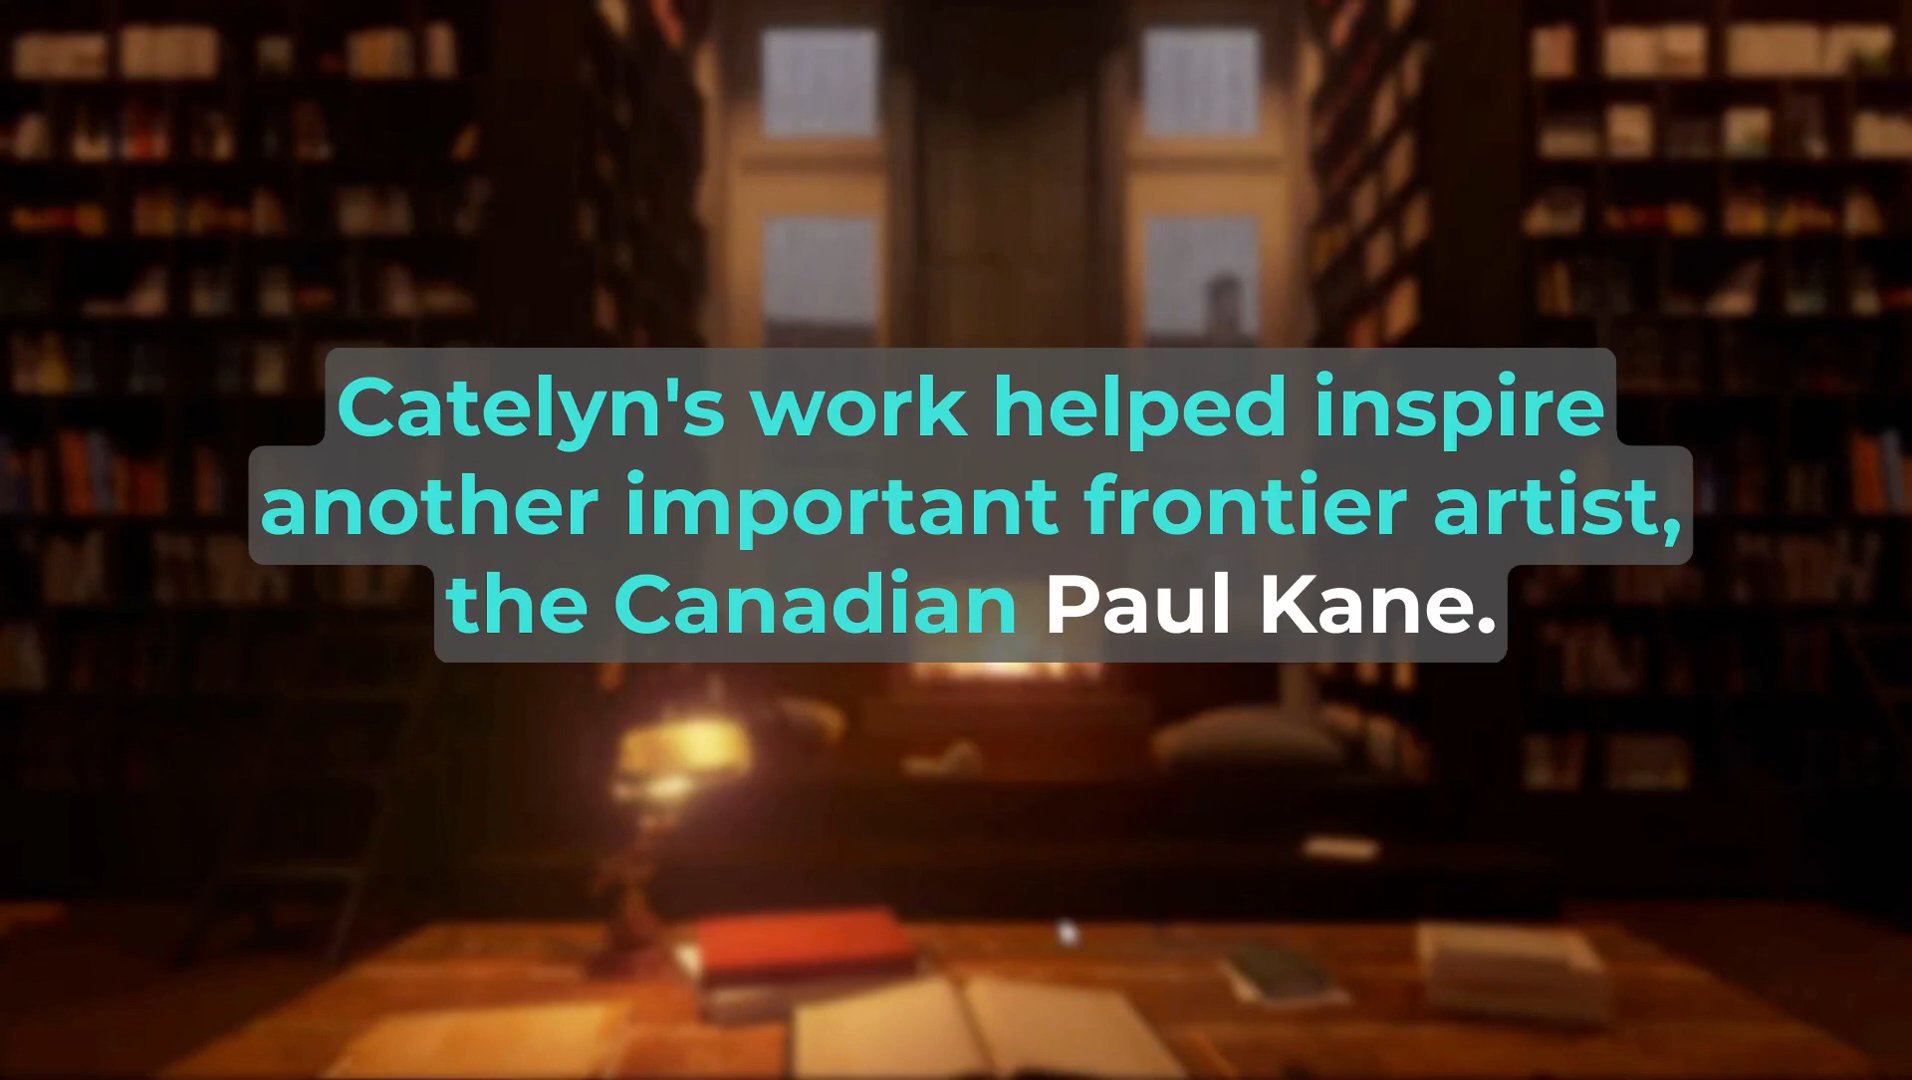 Catelyn's work helped inspire
another important frontier artist,
the Canadian Paul Kane.